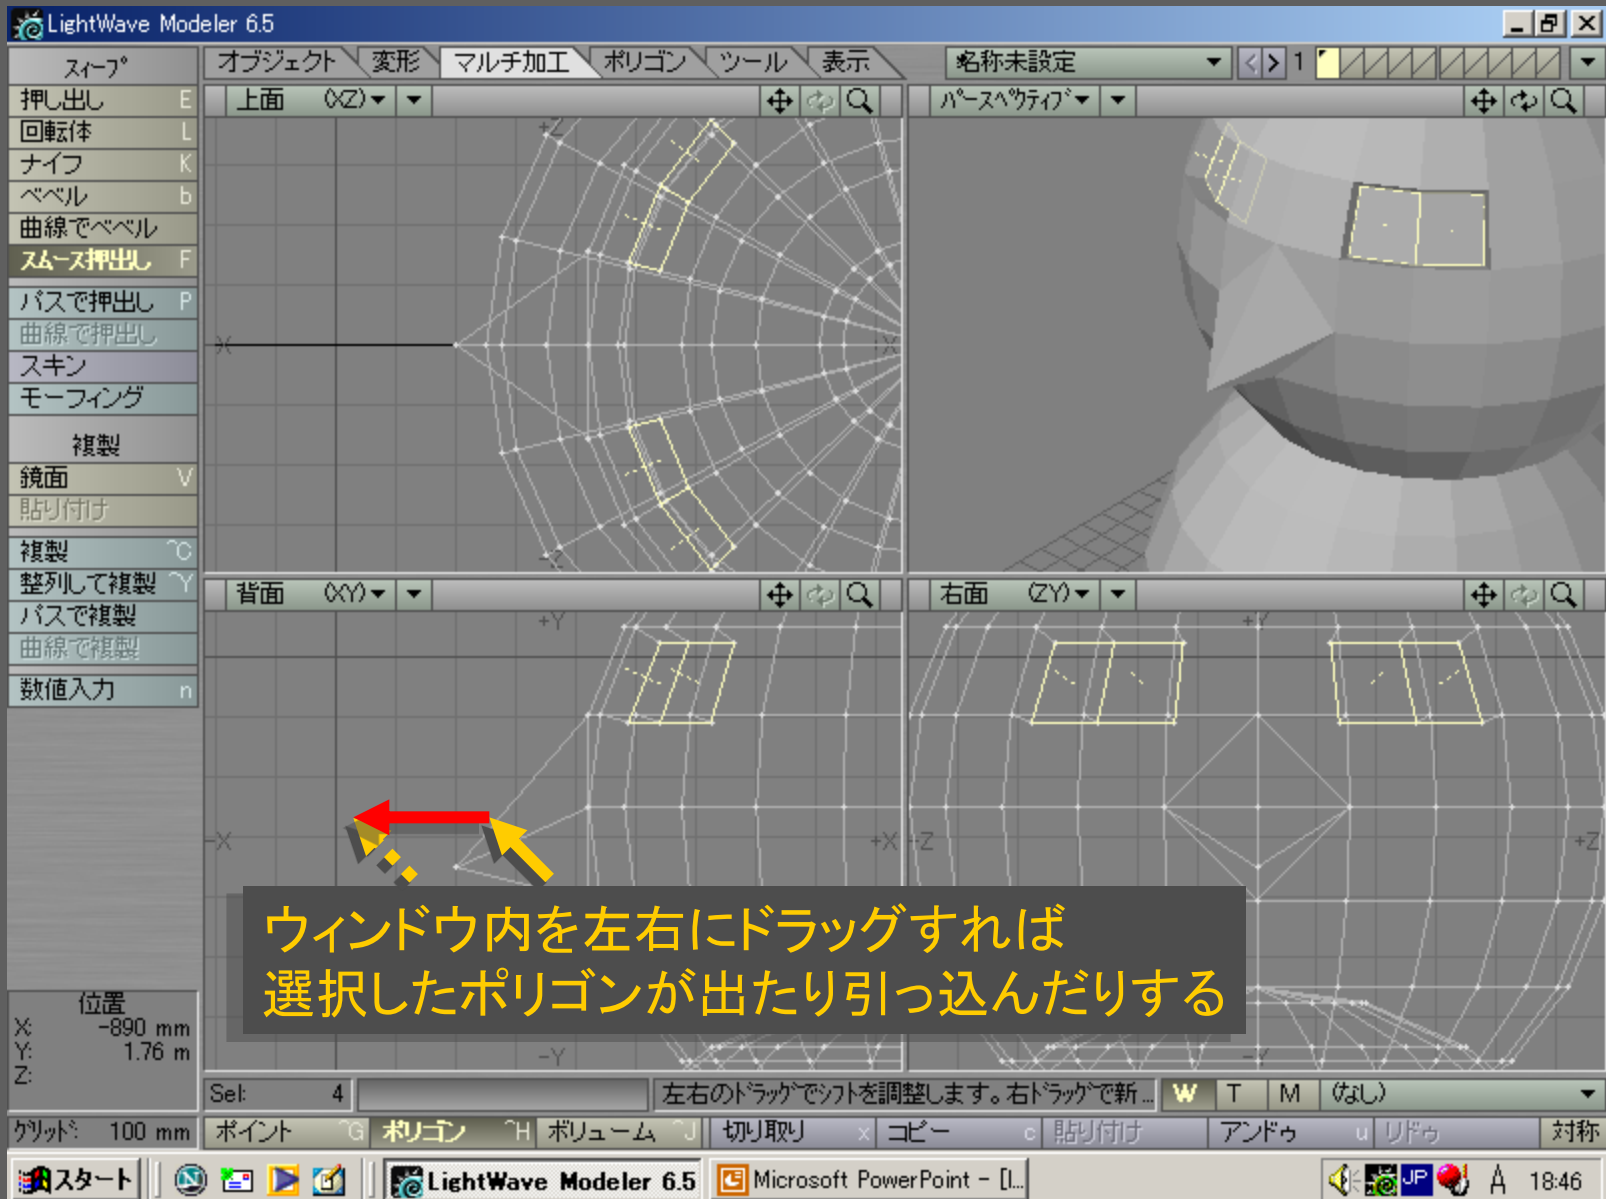 LightWave Modeler 6.5
スイープ
オブジェクト 変形 マルチ加工 ポリゴン ツール 表示
名称未設定
1
押し出し E
回転体 L
ナイフ K
ベベル b
曲線でベベル
スムース押出し F
パスで押出し P
曲線で押出し
スキン
モーフィング
複製
鏡面 V
貼り付け
複製 ^C
整列して複製 ^Y
パスで複製
曲線で複製
数値入力 n
上面 (XZ)
+Z
-X
+X
-Z
パースペクティブ
背面 (XY)
+Y
-X
+X
-Y
右面 (ZY)
+Y
-Z
+Z
-Y
ウィンドウ内を左右にドラッグすれば
選択したポリゴンが出たり引っ込んだりする
位置
X: -890 mm
Y: 1.76 m
Z:
Sel: 4
左右のドラッグでシフトを調整します。右ドラッグで新...
W T M (なし)
グリッド: 100 mm
ポイント ^G ポリゴン ^H ボリューム ^J 切り取り x コピー c 貼り付け アンドゥ u リドゥ 対称
スタート
LightWave Modeler 6.5
Microsoft PowerPoint - [l...
JP A 18:46